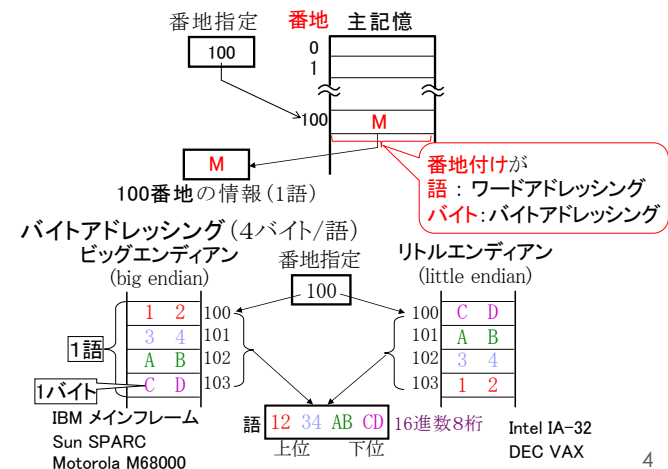 番地指定
番地 主記憶
100
0
1
100 M
M
100番地の情報(1語)
番地付けが
語：ワードアドレッシング
バイト：バイトアドレッシング
バイトアドレッシング(4バイト/語)
ビッグエンディアン
(big endian)
番地指定
リトルエンディアン
(little endian)
100
1 2 100
3 4 101
A B 102
C D 103
1語
1バイト
100 C D
101 A B
102 3 4
103 1 2
IBM メインフレーム
Sun SPARC
Motorola M68000
語 12 34 AB CD 16進数8桁
上位 下位
Intel IA-32
DEC VAX
4